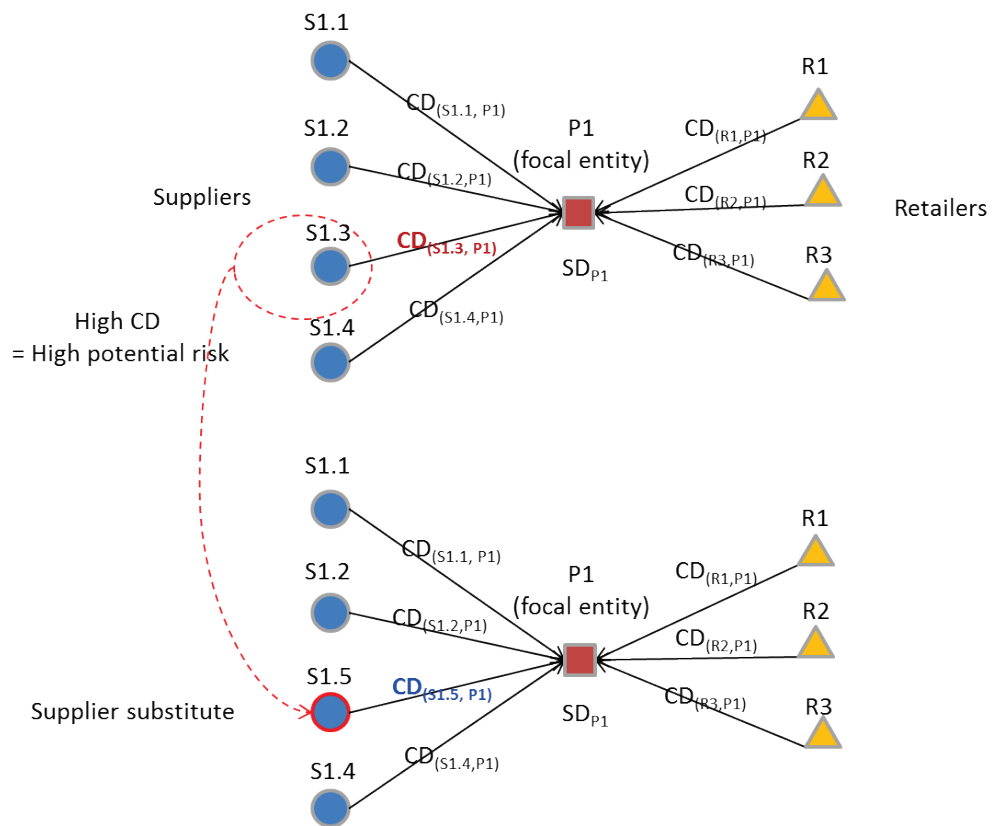 S1.1
CD(S1.1, P1)
S1.2
CD(S1.2,P1)
Suppliers
S1.3
CD(S1.3, P1)
High CD
= High potential risk
S1.4
CD(S1.4,P1)
P1
(focal entity)
SDP1
R1
CD(R1,P1)
R2
CD(R2,P1)
Retailers
R3
CD(R3,P1)
S1.1
CD(S1.1, P1)
S1.2
CD(S1.2,P1)
S1.5
CD(S1.5, P1)
Supplier substitute
S1.4
CD(S1.4,P1)
P1
(focal entity)
SDP1
R1
CD(R1,P1)
R2
CD(R2,P1)
R3
CD(R3,P1)